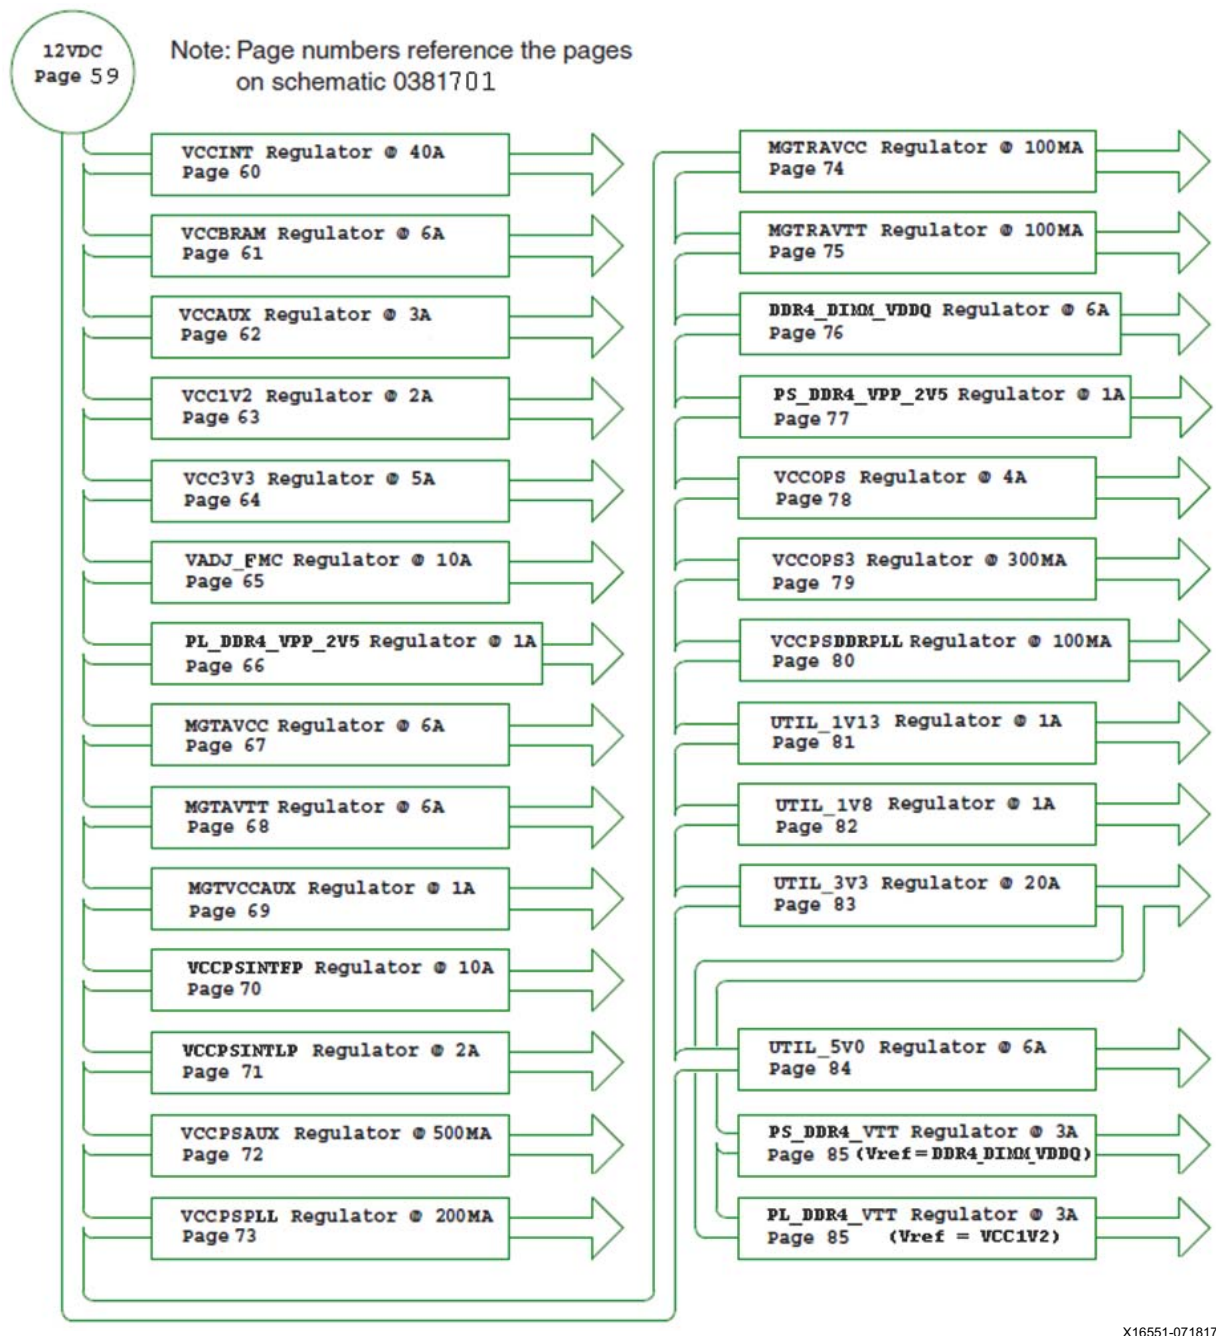 12VDC
Page 59
Note: Page numbers reference the pages
on schematic 0381701
VCCINT Regulator @ 40A
Page 60
VCCBRAM Regulator @ 6A
Page 61
VCCAUX Regulator @ 3A
Page 62
VCC1V2 Regulator @ 2A
Page 63
VCC3V3 Regulator @ 5A
Page 64
VADJ_FMC Regulator @ 10A
Page 65
PL_DDR4_VPP_2V5 Regulator @ 1A
Page 66
MGTAVCC Regulator @ 6A
Page 67
MGTAVTT Regulator @ 6A
Page 68
MGTVCCAUX Regulator @ 1A
Page 69
VCCPSINTFP Regulator @ 10A
Page 70
VCCPSINTLP Regulator @ 2A
Page 71
VCCPSAUX Regulator @ 500MA
Page 72
VCCPSPLL Regulator @ 200MA
Page 73
MGTRAVCC Regulator @ 100MA
Page 74
MGTRAVTT Regulator @ 100MA
Page 75
DDR4_DIMM_VDDQ Regulator @ 6A
Page 76
PS_DDR4_VPP_2V5 Regulator @ 1A
Page 77
VCCOPS Regulator @ 4A
Page 78
VCCOPS3 Regulator @ 300MA
Page 79
VCCPSDDRPLL Regulator @ 100MA
Page 80
UTIL_1V13 Regulator @ 1A
Page 81
UTIL_1V8 Regulator @ 1A
Page 82
UTIL_3V3 Regulator @ 20A
Page 83
UTIL_5V0 Regulator @ 6A
Page 84
PS_DDR4_VTT Regulator @ 3A
Page 85 (Vref = DDR4_DIMM_VDDQ)
PL_DDR4_VTT Regulator @ 3A
Page 85 (Vref = VCC1V2)
X16551-071817